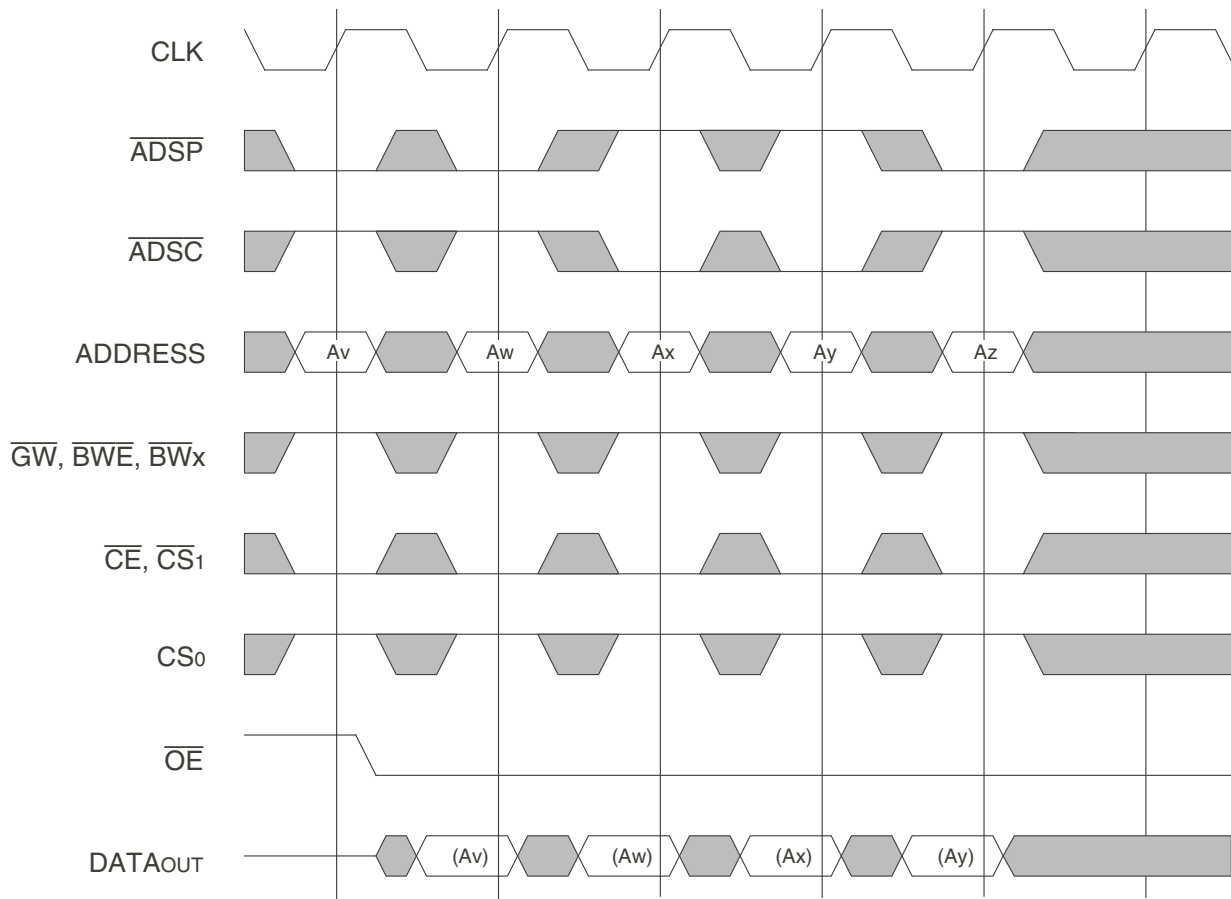 CLK
ADSP
ADSC
ADDRESS
Av
Aw
Ax
Ay
Az
GW, BWE, BWx
CE, CS1
CS0
OE
DATAOUT
(Av)
(Aw)
(Ax)
(Ay)